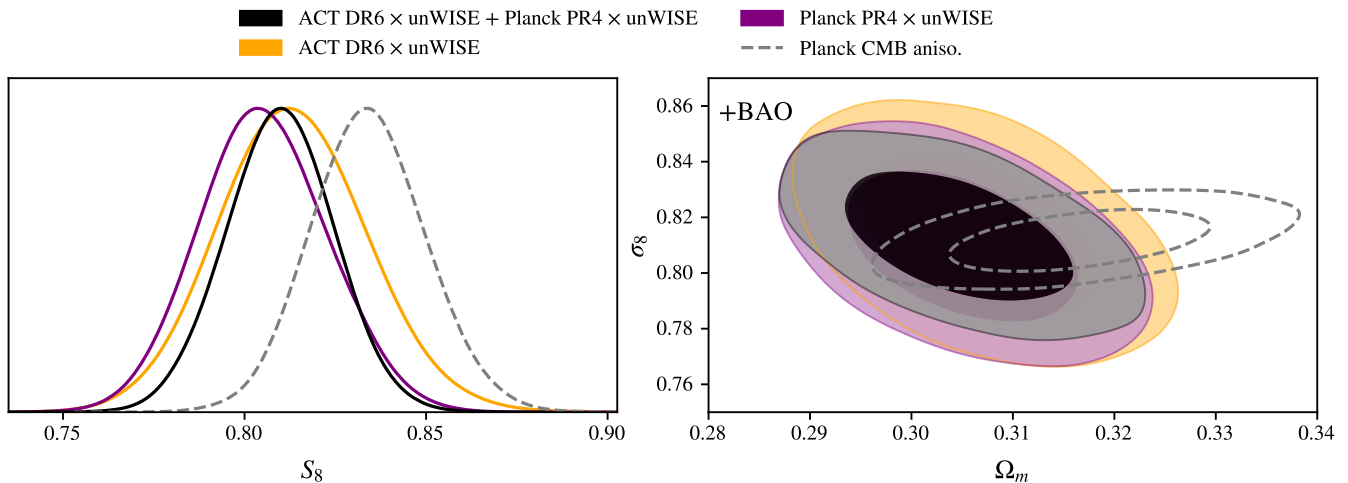 ACT DR6 × unWISE + Planck PR4 × unWISE
Planck PR4 × unWISE
ACT DR6 × unWISE
Planck CMB aniso.
+BAO
0.86
0.84
0.82
0.80
0.78
0.76
σ8
0.75 0.80 0.85 0.90
0.28 0.29 0.30 0.31 0.32 0.33 0.34
S8
Ωm